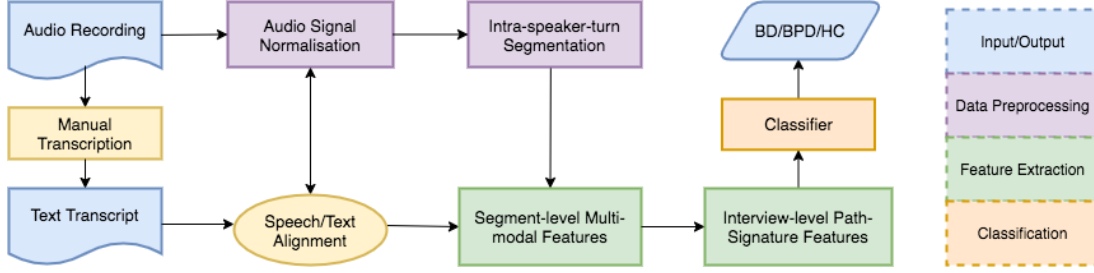 Audio Recording
Audio Signal
Normalisation
Intra-speaker-turn
Segmentation
BD/BPD/HC
Manual
Transcription
Classifier
Text Transcript
Speech/Text
Alignment
Segment-level Multi-
modal Features
Interview-level Path-
Signature Features
Input/Output
Data Preprocessing
Feature Extraction
Classification